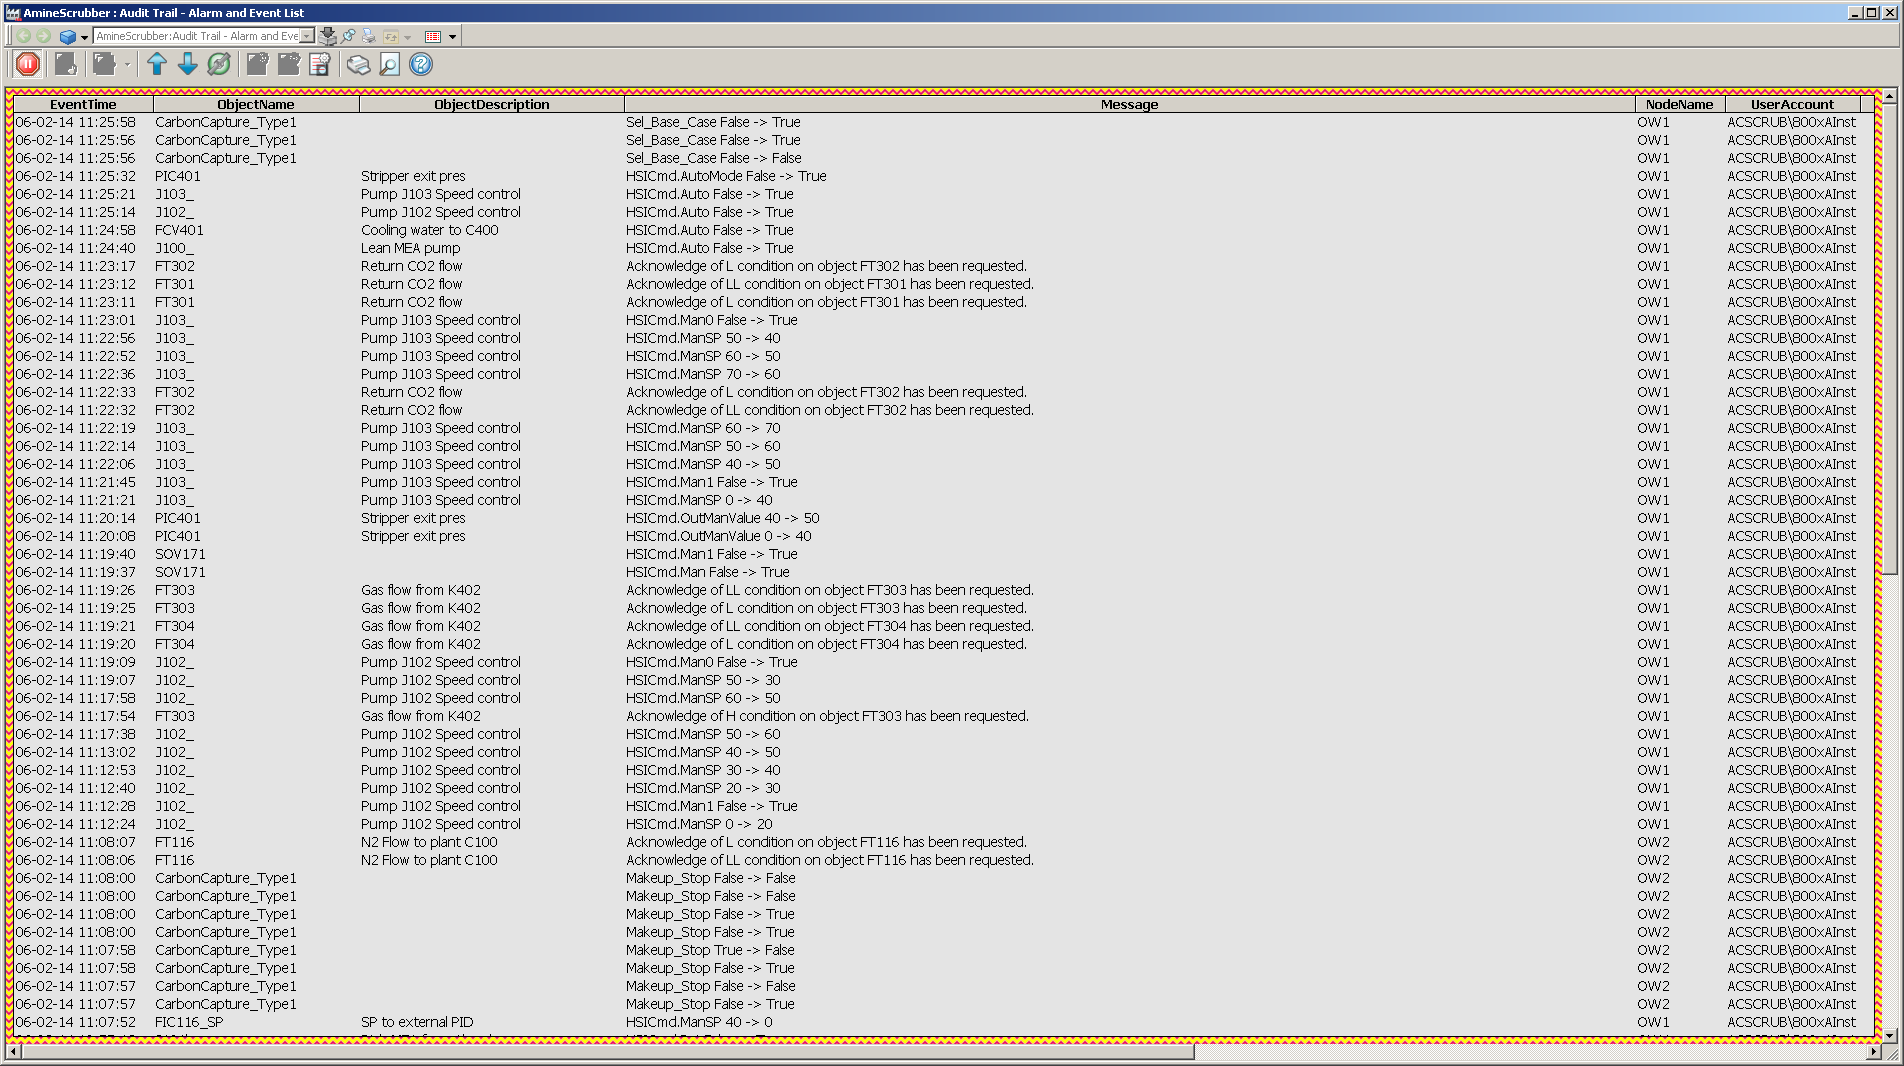 AmineScrubber : Audit Trail - Alarm and Event List
AmineScrubber:Audit Trail - Alarm and Eve
EventTime ObjectName ObjectDescription Message NodeName UserAccount
06-02-14 11:25:58 CarbonCapture_Type1 Sel_Base_Case False -> True OW1 ACSCRUB\800xAInst
06-02-14 11:25:56 CarbonCapture_Type1 Sel_Base_Case False -> True OW1 ACSCRUB\800xAInst
06-02-14 11:25:56 CarbonCapture_Type1 Sel_Base_Case False -> False OW1 ACSCRUB\800xAInst
06-02-14 11:25:32 PIC401 Stripper exit pres HSICmd.AutoMode False -> True OW1 ACSCRUB\800xAInst
06-02-14 11:25:21 J103_ Pump J103 Speed control HSICmd.Auto False -> True OW1 ACSCRUB\800xAInst
06-02-14 11:25:14 J102_ Pump J102 Speed control HSICmd.Auto False -> True OW1 ACSCRUB\800xAInst
06-02-14 11:24:58 FCV401 Cooling water to C400 HSICmd.Auto False -> True OW1 ACSCRUB\800xAInst
06-02-14 11:24:40 J100_ Lean MEA pump HSICmd.Auto False -> True OW1 ACSCRUB\800xAInst
06-02-14 11:23:17 FT302 Return CO2 flow Acknowledge of L condition on object FT302 has been requested. OW1 ACSCRUB\800xAInst
06-02-14 11:23:12 FT301 Return CO2 flow Acknowledge of LL condition on object FT301 has been requested. OW1 ACSCRUB\800xAInst
06-02-14 11:23:11 FT301 Return CO2 flow Acknowledge of L condition on object FT301 has been requested. OW1 ACSCRUB\800xAInst
06-02-14 11:23:01 J103_ Pump J103 Speed control HSICmd.Man0 False -> True OW1 ACSCRUB\800xAInst
06-02-14 11:22:56 J103_ Pump J103 Speed control HSICmd.ManSP 50 -> 40 OW1 ACSCRUB\800xAInst
06-02-14 11:22:52 J103_ Pump J103 Speed control HSICmd.ManSP 60 -> 50 OW1 ACSCRUB\800xAInst
06-02-14 11:22:36 J103_ Pump J103 Speed control HSICmd.ManSP 70 -> 60 OW1 ACSCRUB\800xAInst
06-02-14 11:22:33 FT302 Return CO2 flow Acknowledge of L condition on object FT302 has been requested. OW1 ACSCRUB\800xAInst
06-02-14 11:22:32 FT302 Return CO2 flow Acknowledge of LL condition on object FT302 has been requested. OW1 ACSCRUB\800xAInst
06-02-14 11:22:19 J103_ Pump J103 Speed control HSICmd.ManSP 60 -> 70 OW1 ACSCRUB\800xAInst
06-02-14 11:22:14 J103_ Pump J103 Speed control HSICmd.ManSP 50 -> 60 OW1 ACSCRUB\800xAInst
06-02-14 11:22:06 J103_ Pump J103 Speed control HSICmd.ManSP 40 -> 50 OW1 ACSCRUB\800xAInst
06-02-14 11:21:45 J103_ Pump J103 Speed control HSICmd.Man1 False -> True OW1 ACSCRUB\800xAInst
06-02-14 11:21:21 J103_ Pump J103 Speed control HSICmd.ManSP 0 -> 40 OW1 ACSCRUB\800xAInst
06-02-14 11:20:14 PIC401 Stripper exit pres HSICmd.OutManValue 40 -> 50 OW1 ACSCRUB\800xAInst
06-02-14 11:20:08 PIC401 Stripper exit pres HSICmd.OutManValue 0 -> 40 OW1 ACSCRUB\800xAInst
06-02-14 11:19:40 SOV171 HSICmd.Man1 False -> True OW1 ACSCRUB\800xAInst
06-02-14 11:19:37 SOV171 HSICmd.Man False -> True OW1 ACSCRUB\800xAInst
06-02-14 11:19:26 FT303 Gas flow from K402 Acknowledge of LL condition on object FT303 has been requested. OW1 ACSCRUB\800xAInst
06-02-14 11:19:25 FT303 Gas flow from K402 Acknowledge of L condition on object FT303 has been requested. OW1 ACSCRUB\800xAInst
06-02-14 11:19:21 FT304 Gas flow from K402 Acknowledge of LL condition on object FT304 has been requested. OW1 ACSCRUB\800xAInst
06-02-14 11:19:20 FT304 Gas flow from K402 Acknowledge of L condition on object FT304 has been requested. OW1 ACSCRUB\800xAInst
06-02-14 11:19:09 J102_ Pump J102 Speed control HSICmd.Man0 False -> True OW1 ACSCRUB\800xAInst
06-02-14 11:19:07 J102_ Pump J102 Speed control HSICmd.ManSP 50 -> 30 OW1 ACSCRUB\800xAInst
06-02-14 11:17:58 J102_ Pump J102 Speed control HSICmd.ManSP 60 -> 50 OW1 ACSCRUB\800xAInst
06-02-14 11:17:54 FT303 Gas flow from K402 Acknowledge of H condition on object FT303 has been requested. OW1 ACSCRUB\800xAInst
06-02-14 11:17:38 J102_ Pump J102 Speed control HSICmd.ManSP 50 -> 60 OW1 ACSCRUB\800xAInst
06-02-14 11:13:02 J102_ Pump J102 Speed control HSICmd.ManSP 40 -> 50 OW1 ACSCRUB\800xAInst
06-02-14 11:12:53 J102_ Pump J102 Speed control HSICmd.ManSP 30 -> 40 OW1 ACSCRUB\800xAInst
06-02-14 11:12:40 J102_ Pump J102 Speed control HSICmd.ManSP 20 -> 30 OW1 ACSCRUB\800xAInst
06-02-14 11:12:28 J102_ Pump J102 Speed control HSICmd.Man1 False -> True OW1 ACSCRUB\800xAInst
06-02-14 11:12:24 J102_ Pump J102 Speed control HSICmd.ManSP 0 -> 20 OW1 ACSCRUB\800xAInst
06-02-14 11:08:07 FT116 N2 Flow to plant C100 Acknowledge of L condition on object FT116 has been requested. OW2 ACSCRUB\800xAInst
06-02-14 11:08:06 FT116 N2 Flow to plant C100 Acknowledge of LL condition on object FT116 has been requested. OW2 ACSCRUB\800xAInst
06-02-14 11:08:00 CarbonCapture_Type1 Makeup_Stop False -> False OW2 ACSCRUB\800xAInst
06-02-14 11:08:00 CarbonCapture_Type1 Makeup_Stop False -> False OW2 ACSCRUB\800xAInst
06-02-14 11:08:00 CarbonCapture_Type1 Makeup_Stop False -> True OW2 ACSCRUB\800xAInst
06-02-14 11:08:00 CarbonCapture_Type1 Makeup_Stop False -> True OW2 ACSCRUB\800xAInst
06-02-14 11:07:58 CarbonCapture_Type1 Makeup_Stop True -> False OW2 ACSCRUB\800xAInst
06-02-14 11:07:58 CarbonCapture_Type1 Makeup_Stop False -> True OW2 ACSCRUB\800xAInst
06-02-14 11:07:57 CarbonCapture_Type1 Makeup_Stop False -> False OW2 ACSCRUB\800xAInst
06-02-14 11:07:57 CarbonCapture_Type1 Makeup_Stop False -> True OW2 ACSCRUB\800xAInst
06-02-14 11:07:52 FIC116_SP SP to external PID HSICmd.ManSP 40 -> 0 OW1 ACSCRUB\800xAInst